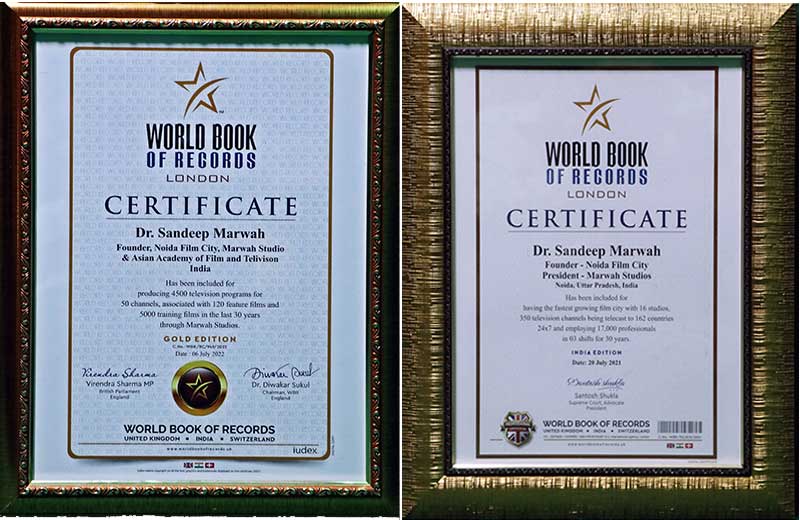 WORLD BOOK
OF RECORDS
LONDON
CERTIFICATE
Dr. Sandeep Marwah
Founder, Noida Film City, Marwah Studio
& Asian Academy of Film and Telivison
India
Has been included for
producing 4500 television programs for
50 channels, associated with 120 feature films and
5000 training films in the last 30 years
through Marwah Studios.
GOLD EDITION
Date : 06 July 2022
Virendra Sharma
Virendra Sharma MP
British Parliament
England
Dr. Diwakar Sukul
Chairman, WBR
England
WORLD BOOK OF RECORDS
UNITED KINGDOM • INDIA • SWITZERLAND
www.worldbookofrecords.uk
iudex
WORLD BOOK
OF RECORDS
LONDON
CERTIFICATE
Dr. Sandeep Marwah
Founder - Noida Film City
President - Marwah Studios
Noida, Uttar Pradesh, India
Has been included for
having the fastest growing film city with 16 studios,
350 television channels being telecast to 162 countries
24x7 and employing 17,000 professionals
in 03 shifts for 30 years.
INDIA EDITION
Date: 20 July 2021
Santosh Shukla
Santosh Shukla
Supreme Court, Advocate
President
WORLD BOOK OF RECORDS
UNITED KINGDOM • INDIA • SWITZERLAND
www.worldbookofrecords.uk